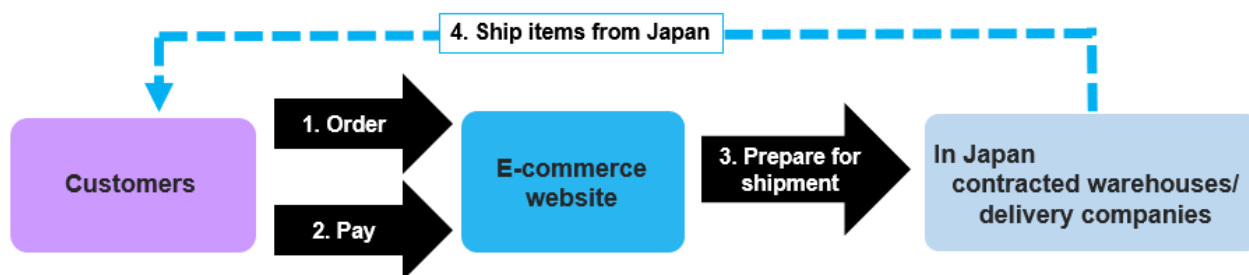 4. Ship items from Japan
1. Order
2. Pay
Customers
E-commerce
website
3. Prepare for
shipment
In Japan
contracted warehouses/
delivery companies